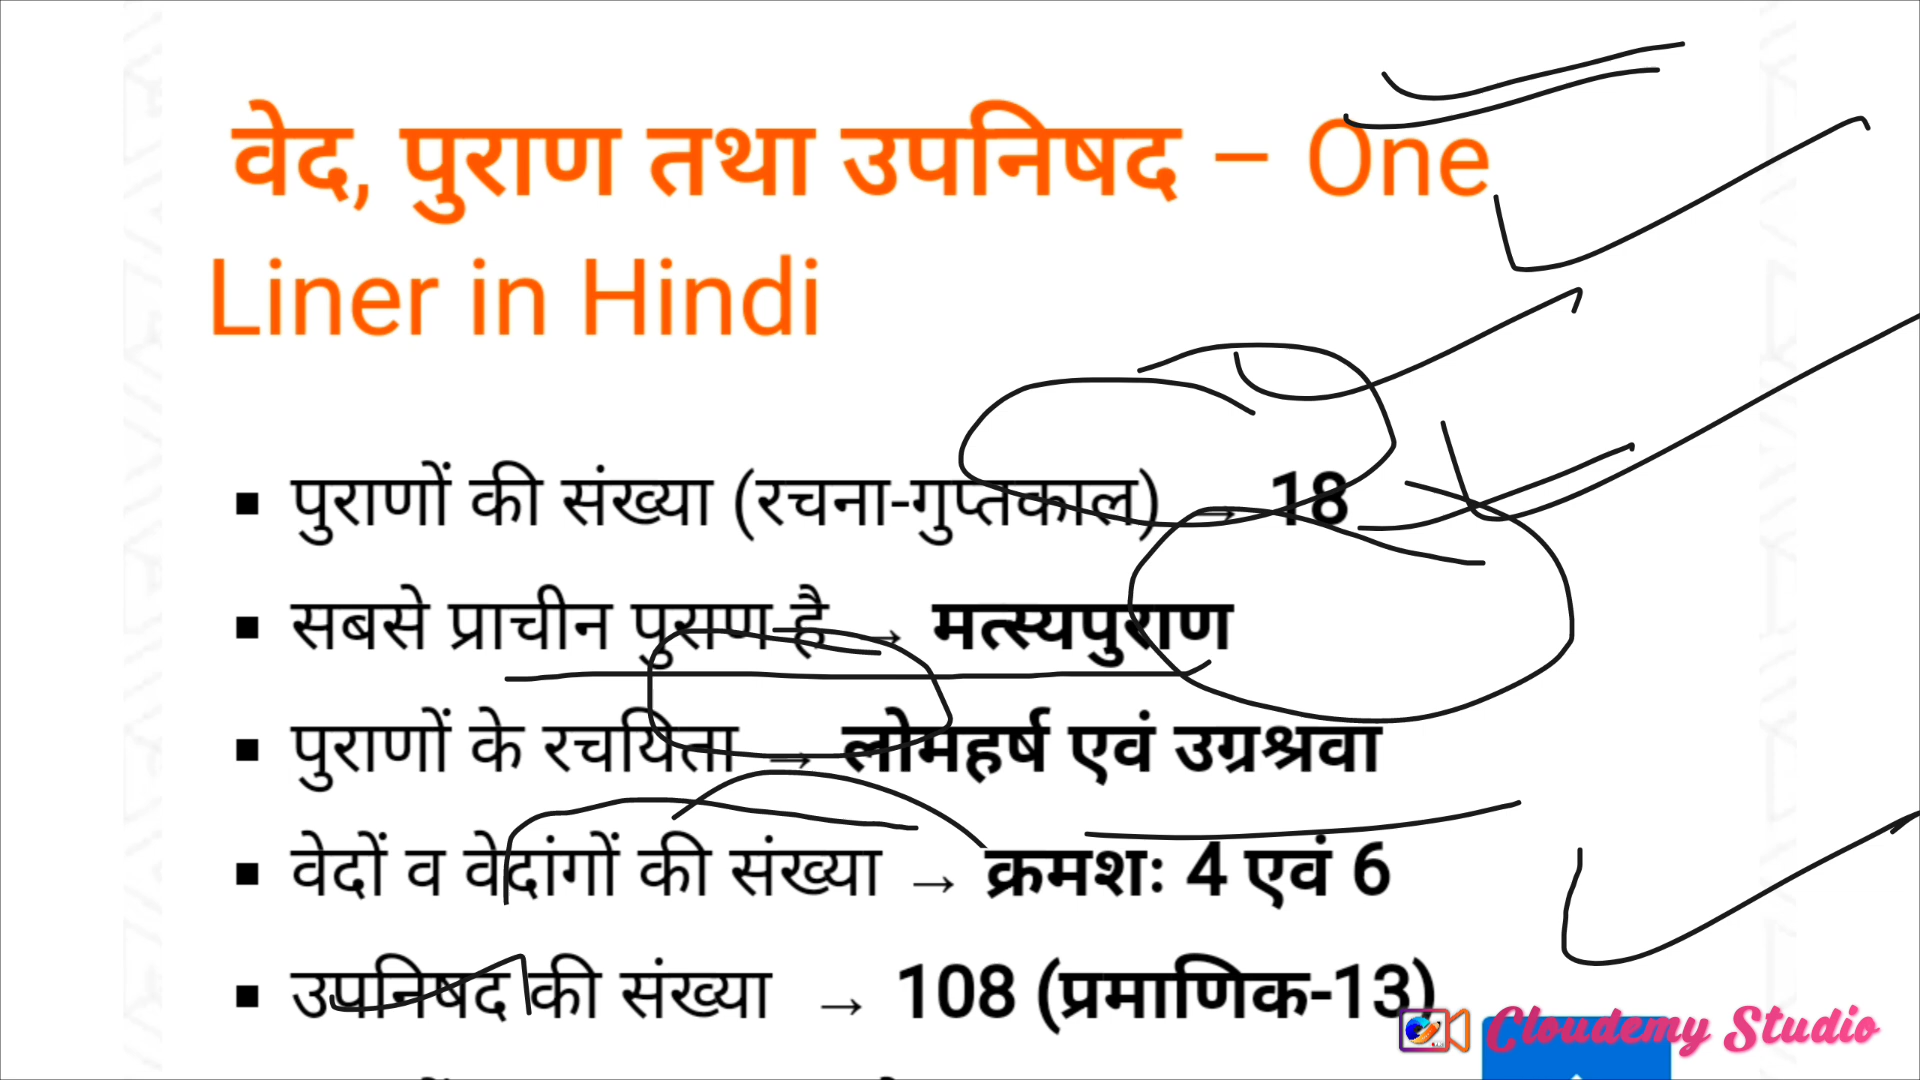 वेद, पुराण तथा उपनिषद – One
Liner in Hindi
▪ पुराणों की संख्या (रचना-गुप्तकाल) → 18
▪ सबसे प्राचीन पुराण है → मत्स्यपुराण
▪ पुराणों के रचयिता → लोमहर्ष एवं उग्रश्रवा
▪ वेदों व वेदांगों की संख्या → क्रमशः 4 एवं 6
▪ उपनिषद की संख्या → 108 (प्रमाणिक-13)
Cloudemy Studio